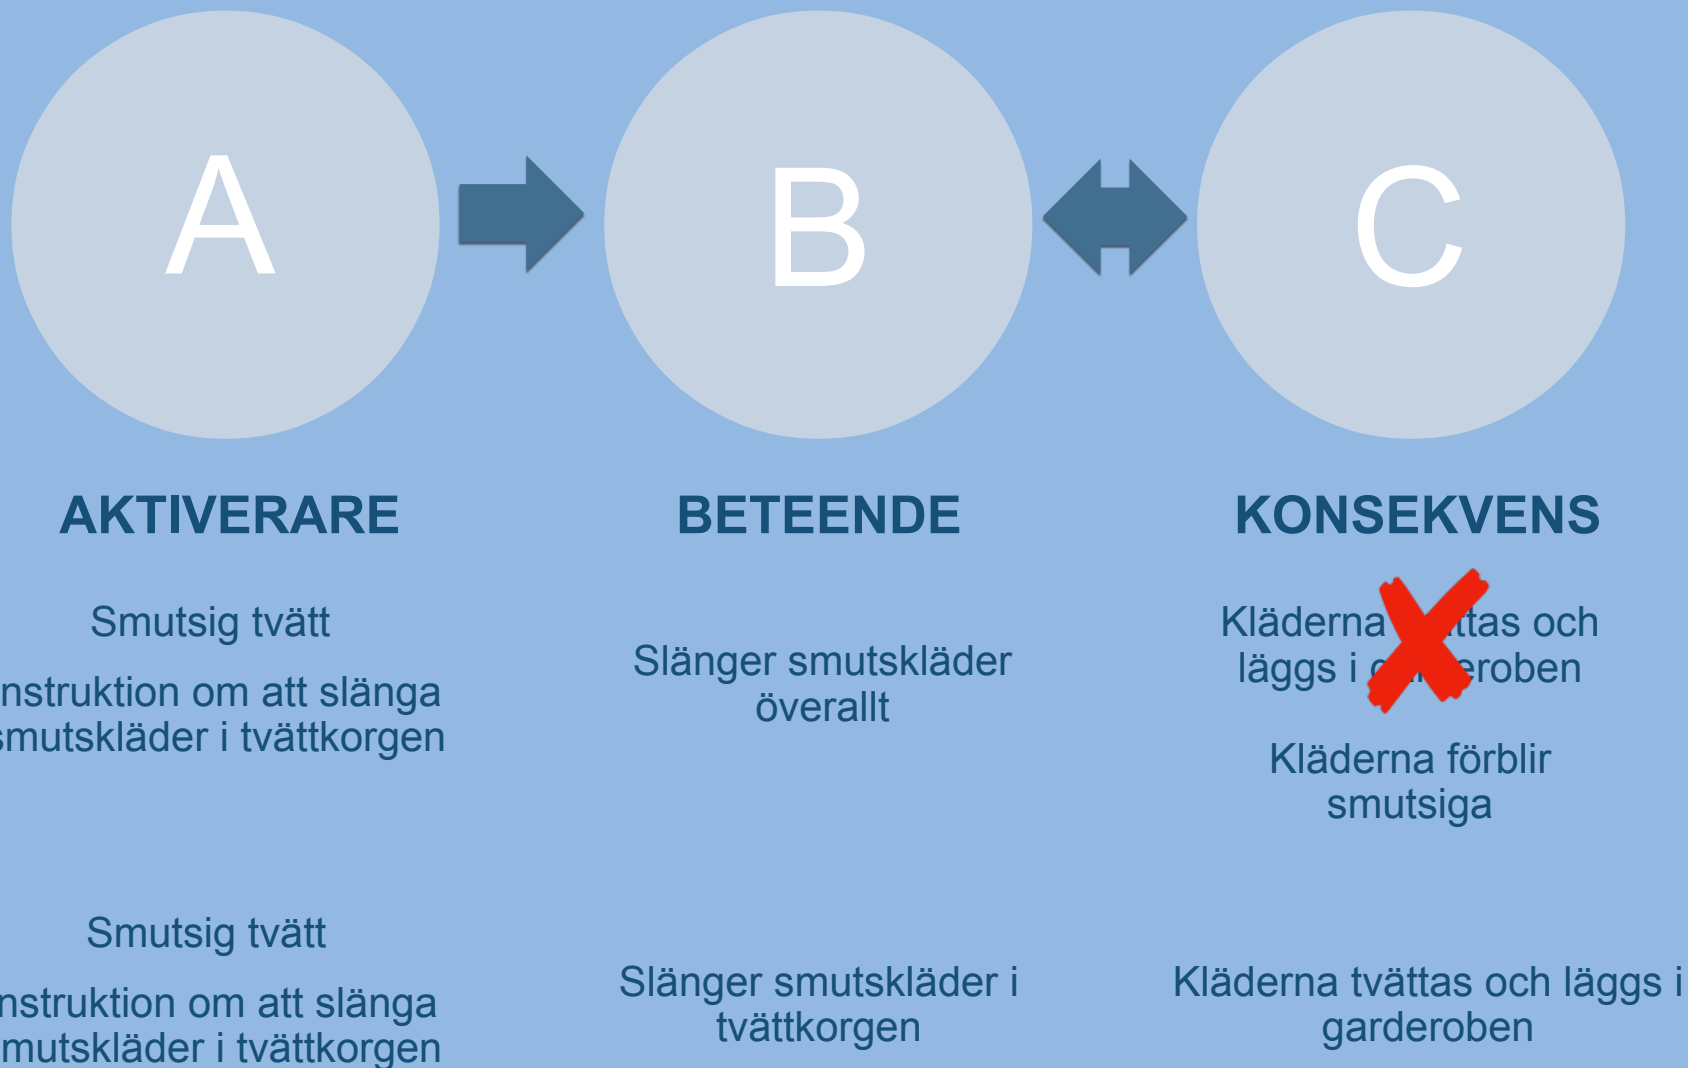 A
B
C
AKTIVERARE
BETEENDE
KONSEKVENS
Smutsig tvätt
nstruktion om att slänga
smutskläder i tvättkorgen
Slänger smutskläder
överallt
Kläderna ttas och
läggs i eroben
Kläderna förblir
smutsiga
Smutsig tvätt
nstruktion om att slänga
mutskläder i tvättkorgen
Slänger smutskläder i
tvättkorgen
Kläderna tvättas och läggs i
garderoben